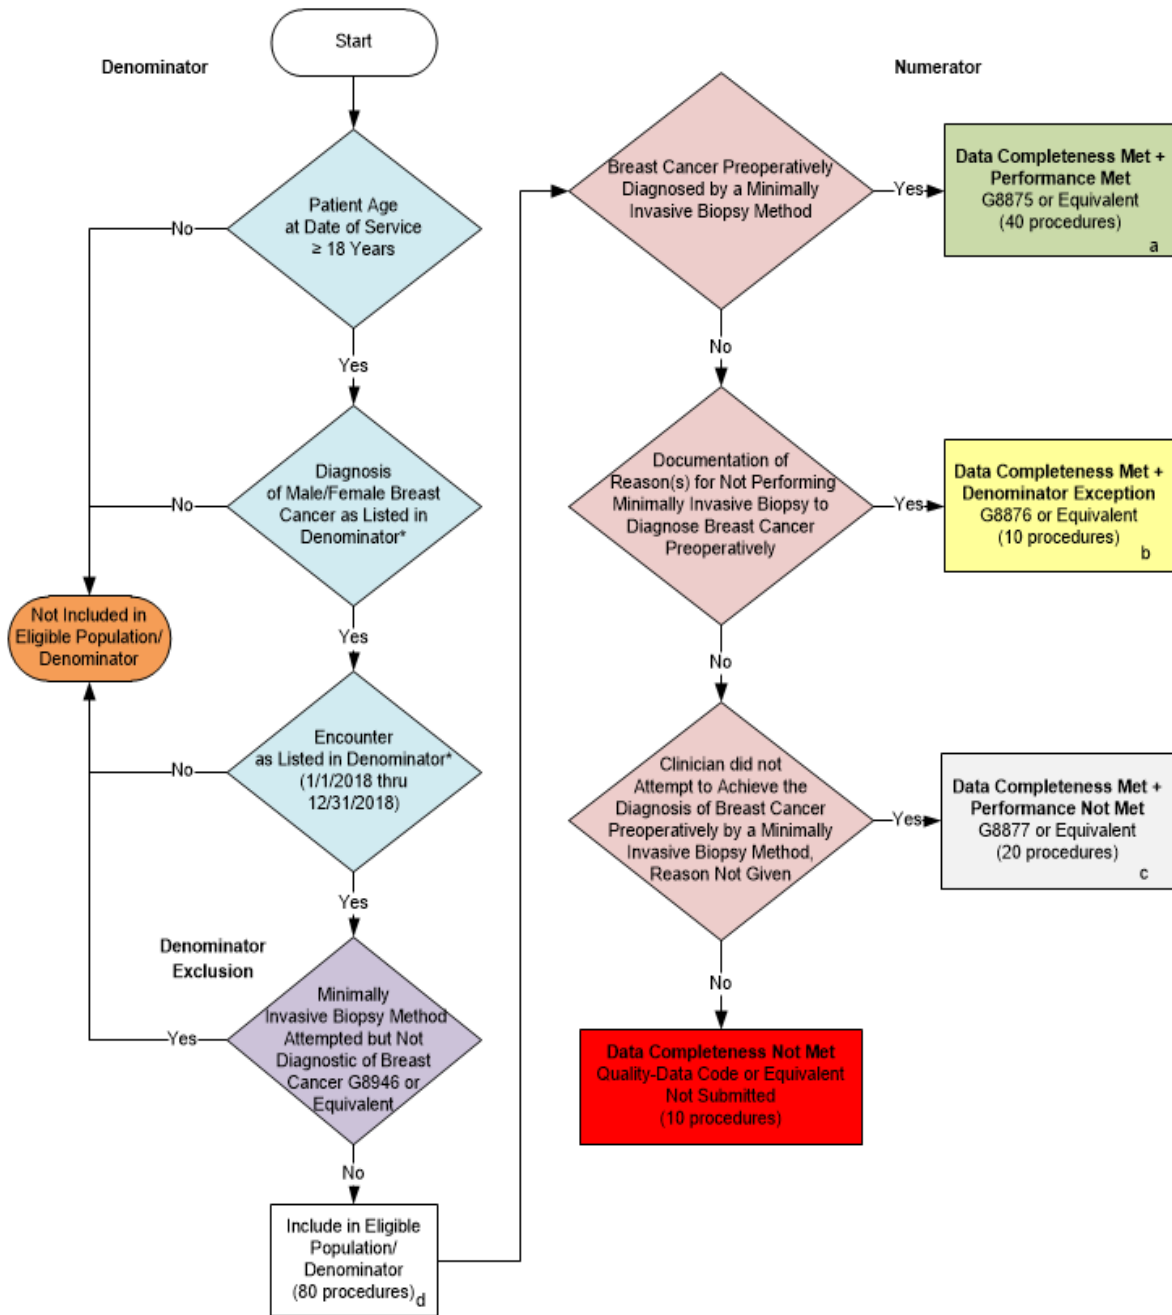 Start
Denominator
Patient Age
at Date of Service
≥ 18 Years
No
Yes
Diagnosis
of Male/Female Breast
Cancer as Listed in
Denominator*
No
Not Included in
Eligible Population/
Denominator
Yes
Encounter
as Listed in Denominator*
(1/1/2018 thru
12/31/2018)
No
Yes
Denominator
Exclusion
Minimally
Invasive Biopsy Method
Attempted but Not
Diagnostic of Breast
Cancer G8946 or
Equivalent
Yes
No
Include in Eligible
Population/
Denominator
(80 procedures)
d
Numerator
Breast Cancer Preoperatively
Diagnosed by a Minimally
Invasive Biopsy Method
Yes
Data Completeness Met +
Performance Met
G8875 or Equivalent
(40 procedures)
a
No
Documentation of
Reason(s) for Not Performing
Minimally Invasive Biopsy to
Diagnose Breast Cancer
Preoperatively
Yes
Data Completeness Met +
Denominator Exception
G8876 or Equivalent
(10 procedures)
b
No
Clinician did not
Attempt to Achieve the
Diagnosis of Breast Cancer
Preoperatively by a Minimally
Invasive Biopsy Method,
Reason Not Given
Yes
Data Completeness Met +
Performance Not Met
G8877 or Equivalent
(20 procedures)
c
No
Data Completeness Not Met
Quality-Data Code or Equivalent
Not Submitted
(10 procedures)